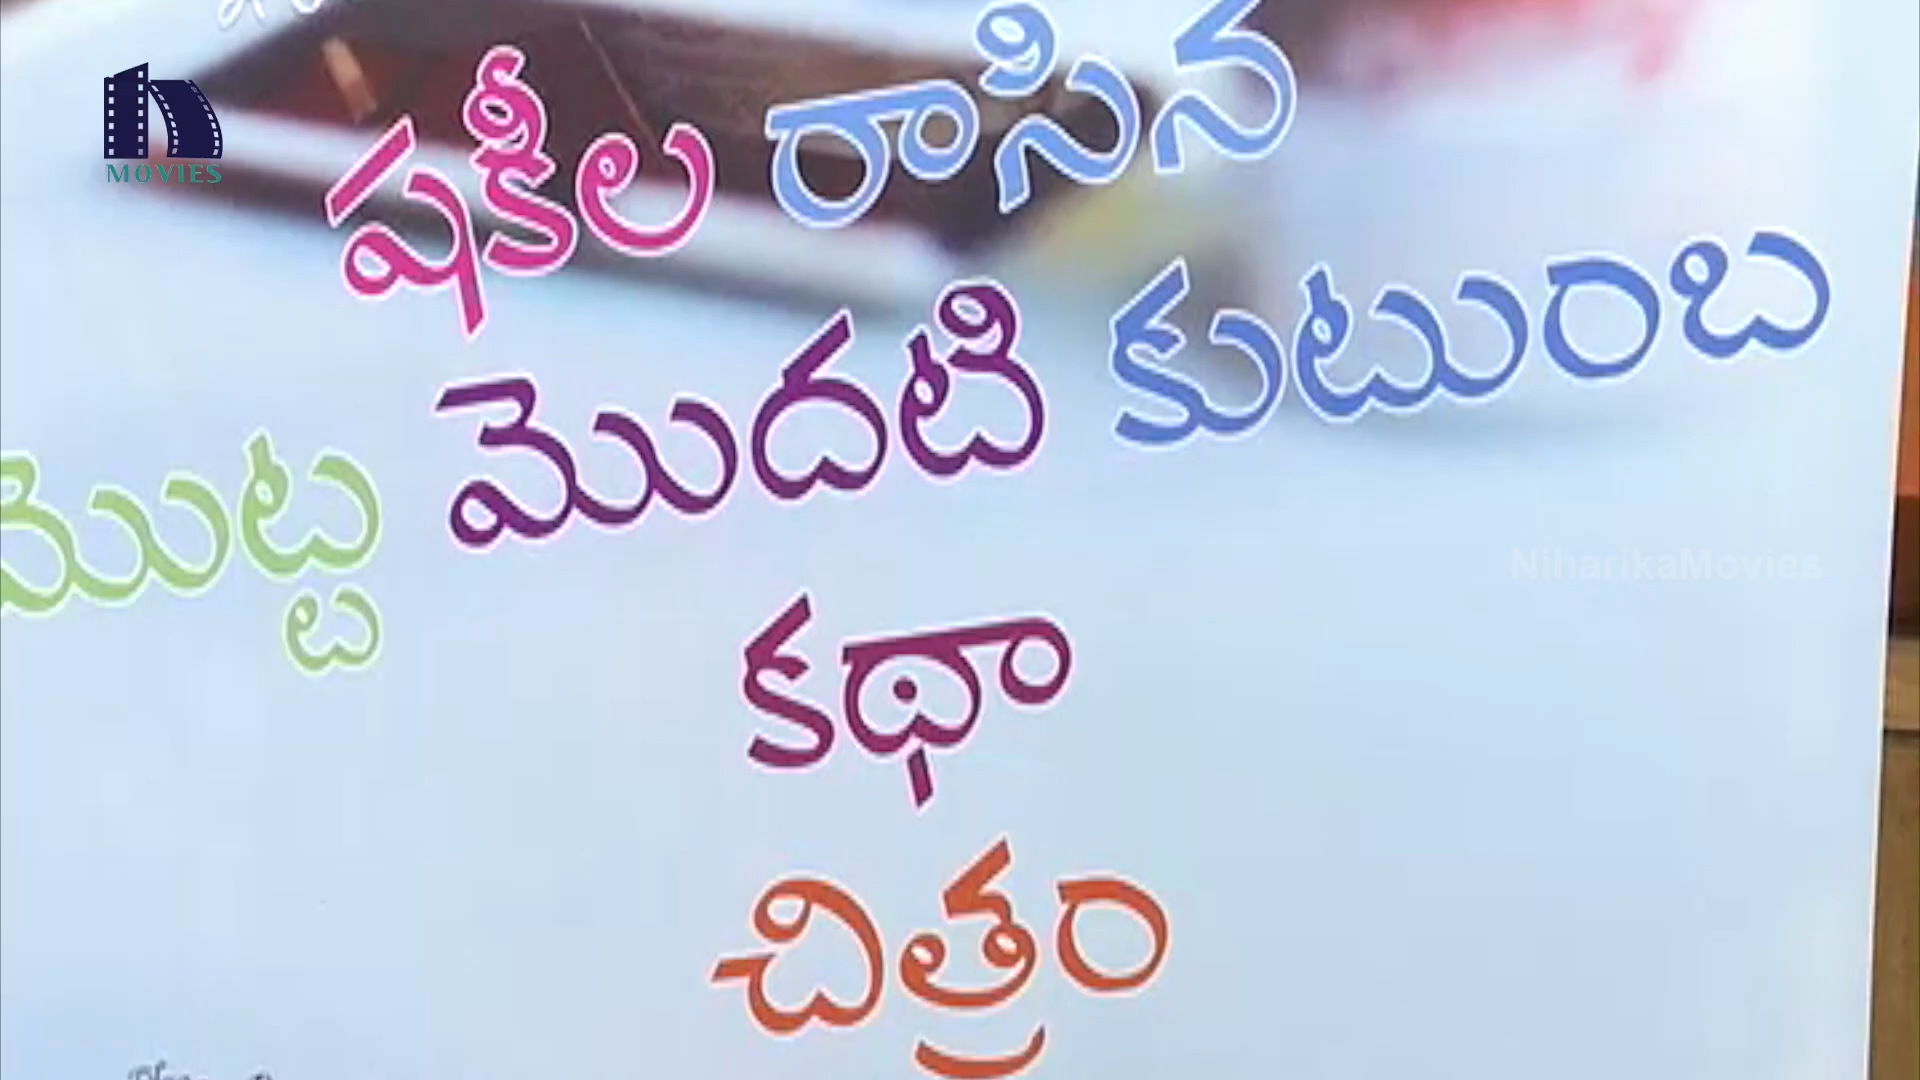 MOVIES
షకీల రాసిన
మొట్ట మొదటి కుటుంబ
NiharikaMovies
కథా
చిత్రం